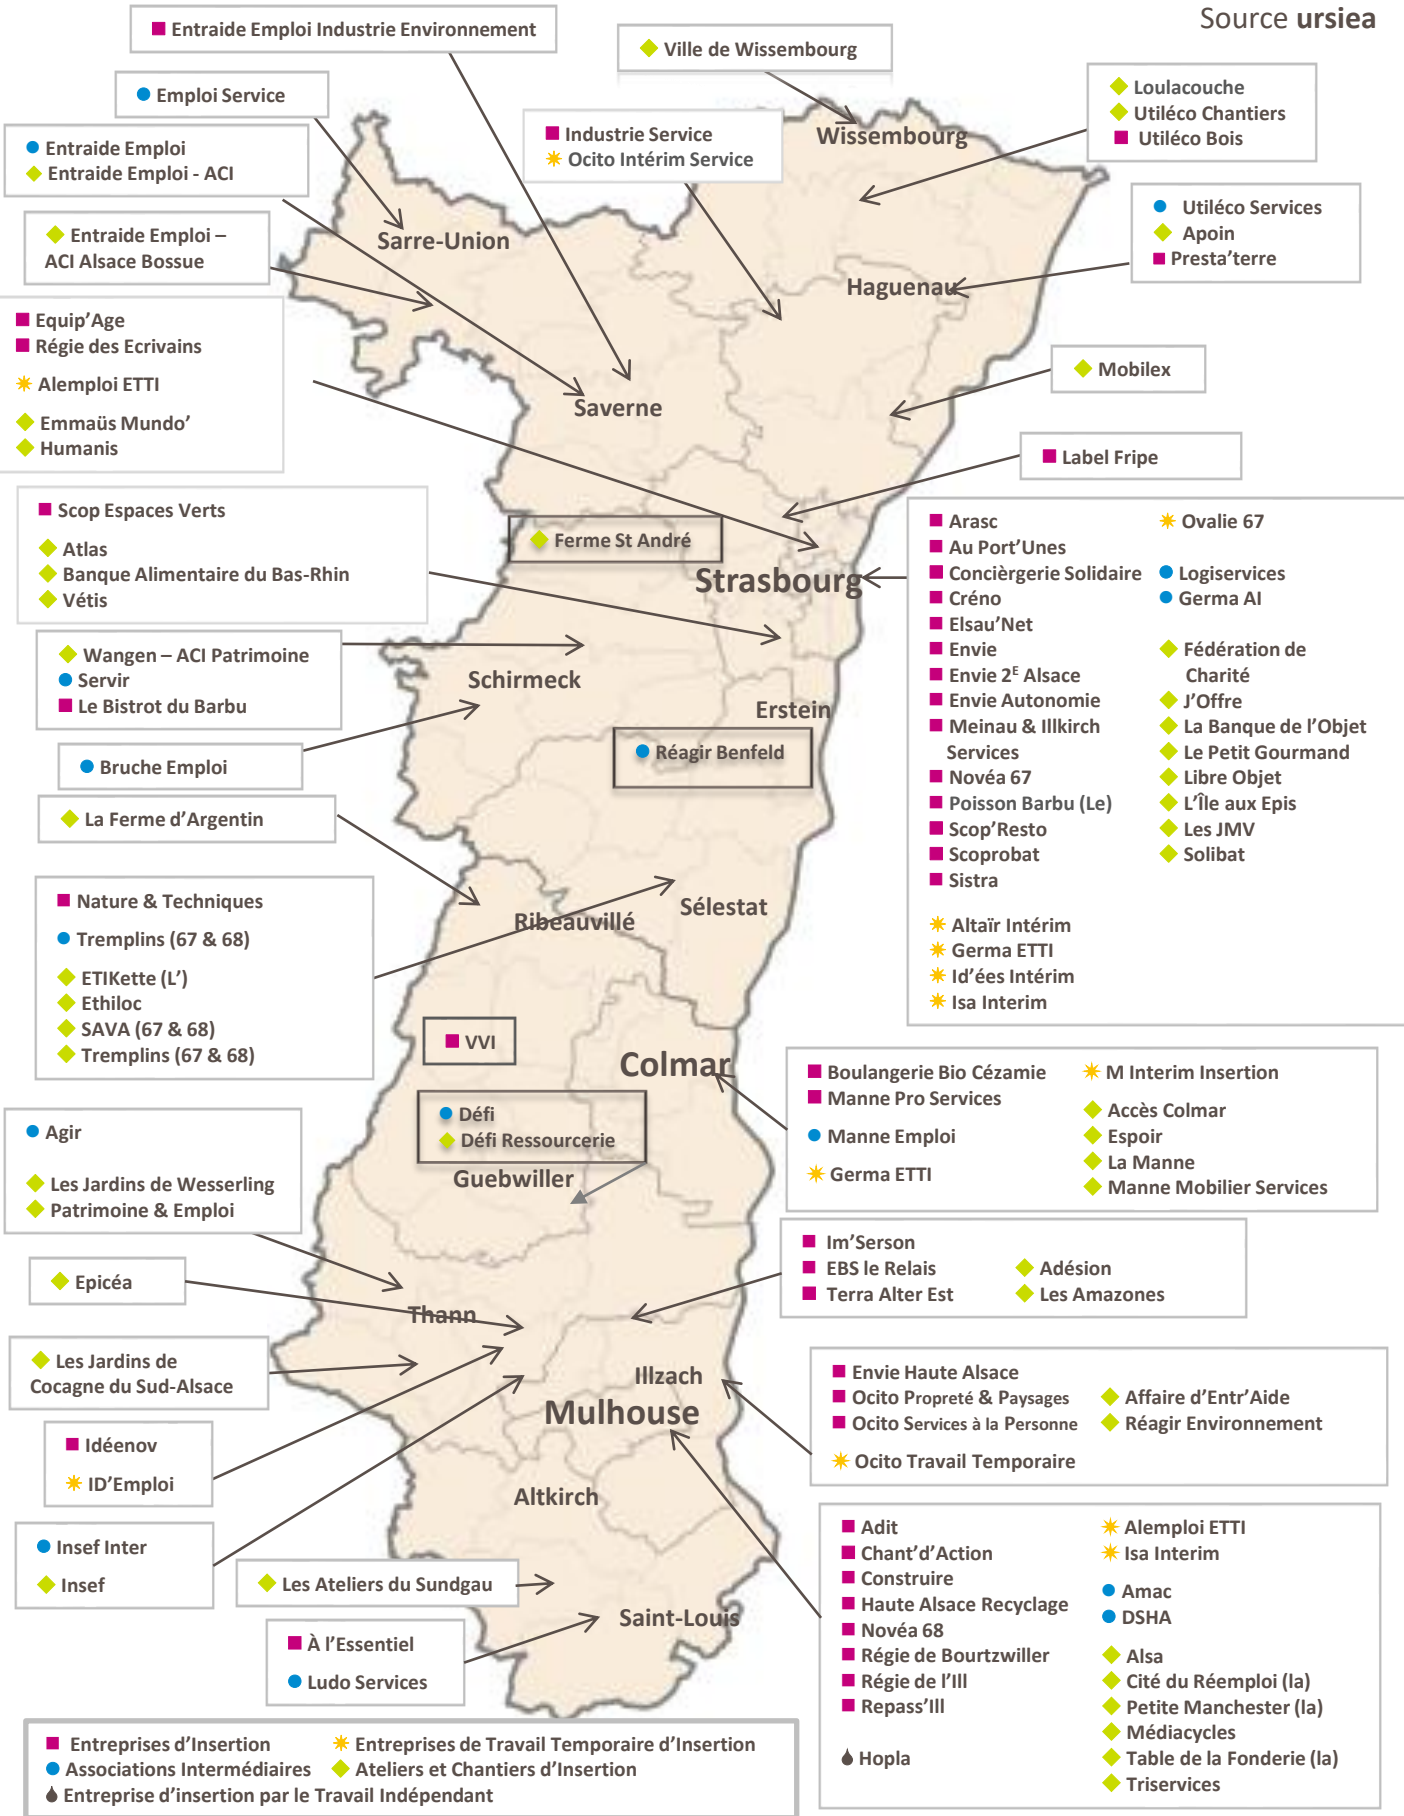 Source ursiea
Entraide Emploi Industrie Environnement
Ville de Wissembourg
Emploi Service
Loulacouche
Utiléco Chantiers
Utiléco Bois
Industrie Service
Ocito Intérim Service
Wissembourg
Entraide Emploi
Entraide Emploi - ACI
Utiléco Services
Apoin
Presta'terre
Entraide Emploi –
ACI Alsace Bossue
Sarre-Union
Haguenau
Equip'Age
Régie des Ecrivains
Alemploi ETTI
Emmaüs Mundo'
Humanis
Mobilex
Saverne
Label Fripe
Scop Espaces Verts
Atlas
Banque Alimentaire du Bas-Rhin
Vétis
Ferme St André
Strasbourg
Arasc
Au Port'Unes
Concièrgerie Solidaire
Créno
Elsau'Net
Envie
Envie 2E Alsace
Envie Autonomie
Meinau & Illkirch
Services
Novéa 67
Poisson Barbu (Le)
Scop'Resto
Scoprobat
Sistra
Altaïr Intérim
Germa ETTI
Id'ées Intérim
Isa Interim
Ovalie 67
Logiservices
Germa AI
Fédération de
Charité
J'Offre
La Banque de l'Objet
Le Petit Gourmand
Libre Objet
L'Île aux Epis
Les JMV
Solibat
Wangen – ACI Patrimoine
Servir
Le Bistrot du Barbu
Schirmeck
Erstein
Bruche Emploi
Réagir Benfeld
La Ferme d'Argentin
Nature & Techniques
Tremplins (67 & 68)
ETIKette (L')
Ethiloc
SAVA (67 & 68)
Tremplins (67 & 68)
Ribeauvillé
Sélestat
VVI
Colmar
Boulangerie Bio Cézamie
Manne Pro Services
Manne Emploi
Germa ETTI
M Interim Insertion
Accès Colmar
Espoir
La Manne
Manne Mobilier Services
Défi
Défi Ressourcerie
Guebwiller
Agir
Les Jardins de Wesserling
Patrimoine & Emploi
Im'Serson
EBS le Relais
Terra Alter Est
Adésion
Les Amazones
Epicéa
Thann
Les Jardins de
Cocagne du Sud-Alsace
Illzach
Mulhouse
Envie Haute Alsace
Ocito Propreté & Paysages
Ocito Services à la Personne
Ocito Travail Temporaire
Affaire d'Entr'Aide
Réagir Environnement
Idéenov
ID'Emploi
Altkirch
Insef Inter
Insef
Les Ateliers du Sundgau
Saint-Louis
À l'Essentiel
Ludo Services
Adit
Chant'd'Action
Construire
Haute Alsace Recyclage
Novéa 68
Régie de Bourtzwiller
Régie de l'Ill
Repass'Ill
Hopla
Alemploi ETTI
Isa Interim
Amac
DSHA
Alsa
Cité du Réemploi (la)
Petite Manchester (la)
Médiacycles
Table de la Fonderie (la)
Triservices
Entreprises d'Insertion
Entreprises de Travail Temporaire d'Insertion
Associations Intermédiaires
Ateliers et Chantiers d'Insertion
Entreprise d'insertion par le Travail Indépendant